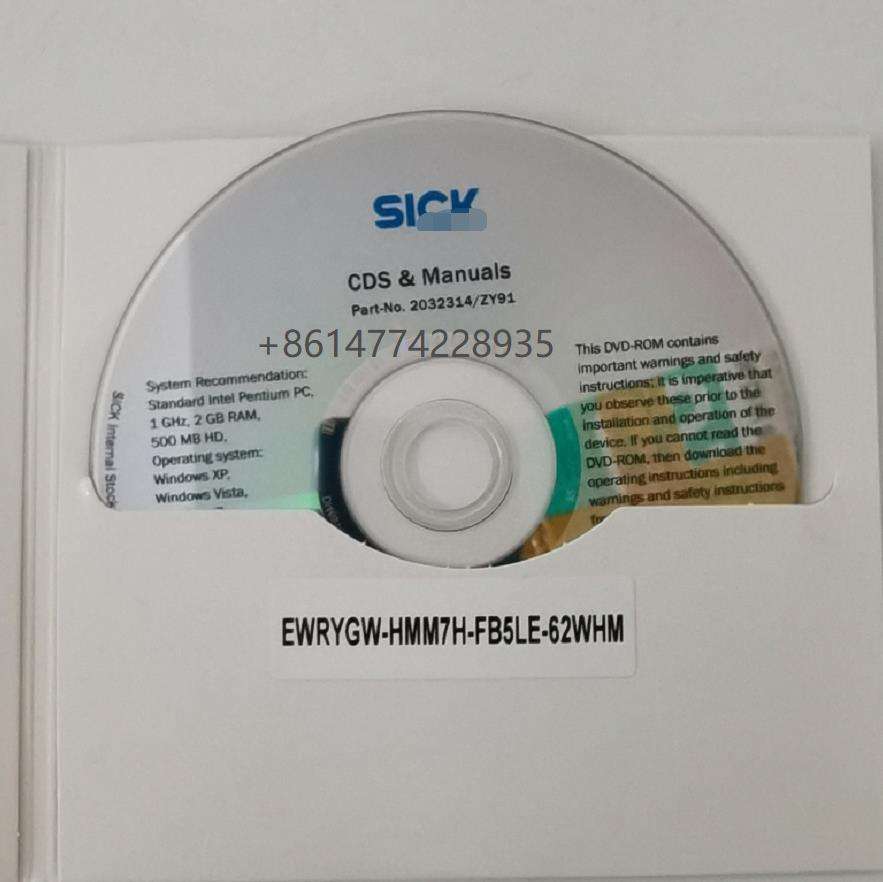 SICK
CDS & Manuals
Part-No. 2032314/ZY91
+8614774228935
System Recommendation:
Standard Intel Pentium PC,
1 GHz, 2 GB RAM,
500 MB HD,
Operating system:
Windows XP,
Windows Vista,
This DVD-ROM contains
important warnings and safety
instructions; It is imperative that
you observe these prior to the
installation and operation of the
device. If you cannot read the
DVD-ROM, then download the
operating instructions including
warnings and safety instructions
SICK Internal Stock
EWRYGW-HMM7H-FB5LE-62WHM